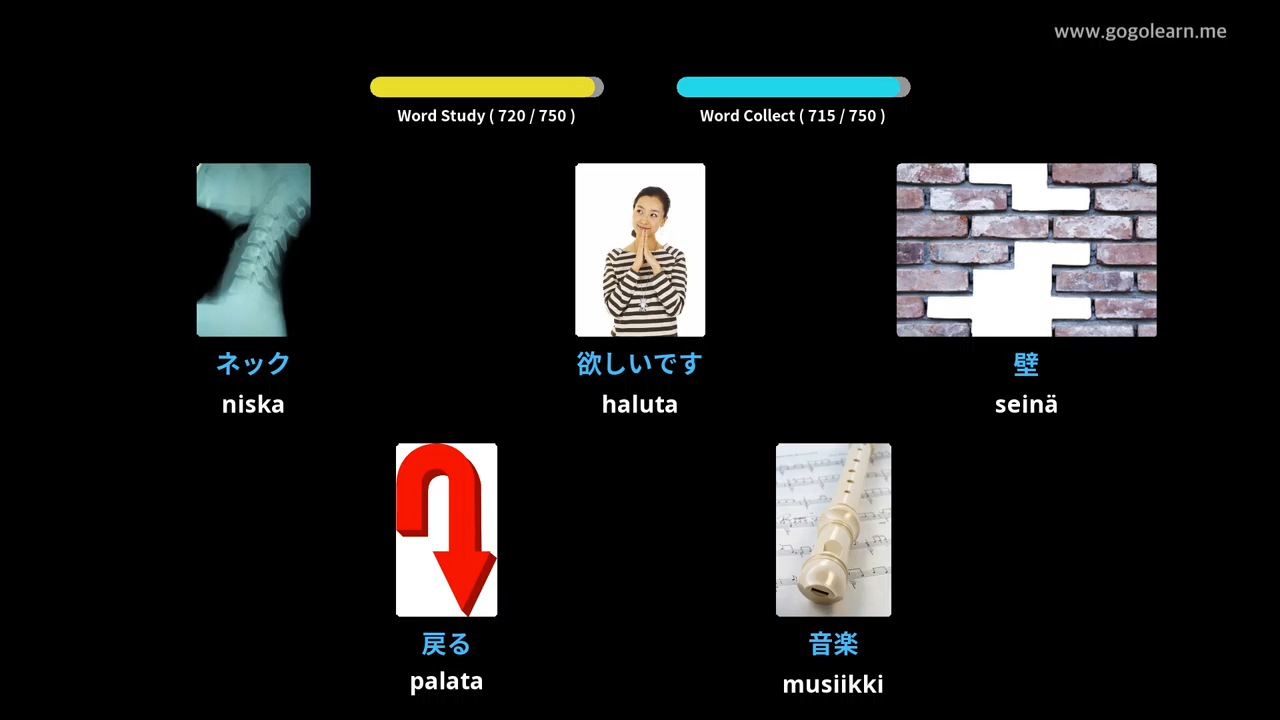 www.gogolearn.me
Word Study ( 720 / 750 )
Word Collect ( 715 / 750 )
ネック
niska
欲しいです
haluta
壁
seinä
戻る
palata
音楽
musiikki